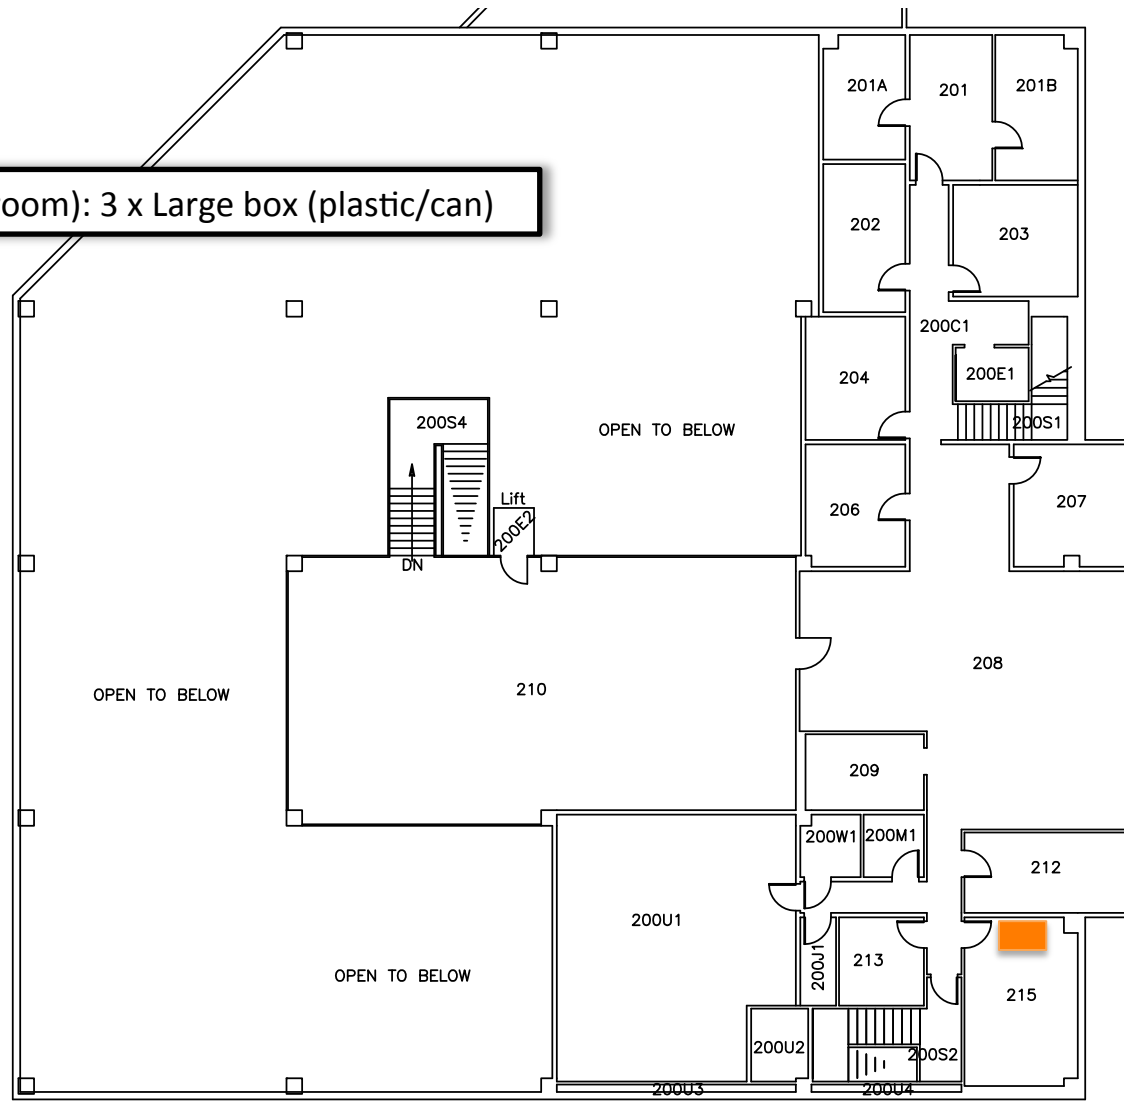 201A
201
201B
oom): 3 x Large box (plastic/can)
202
203
200C1
204
200E1
200S4
200S1
OPEN TO BELOW
Lift
200E2
206
207
DN
208
210
OPEN TO BELOW
209
200W1
200M1
212
200U1
213
200J1
OPEN TO BELOW
215
200U2
200S2
200U3
200U4